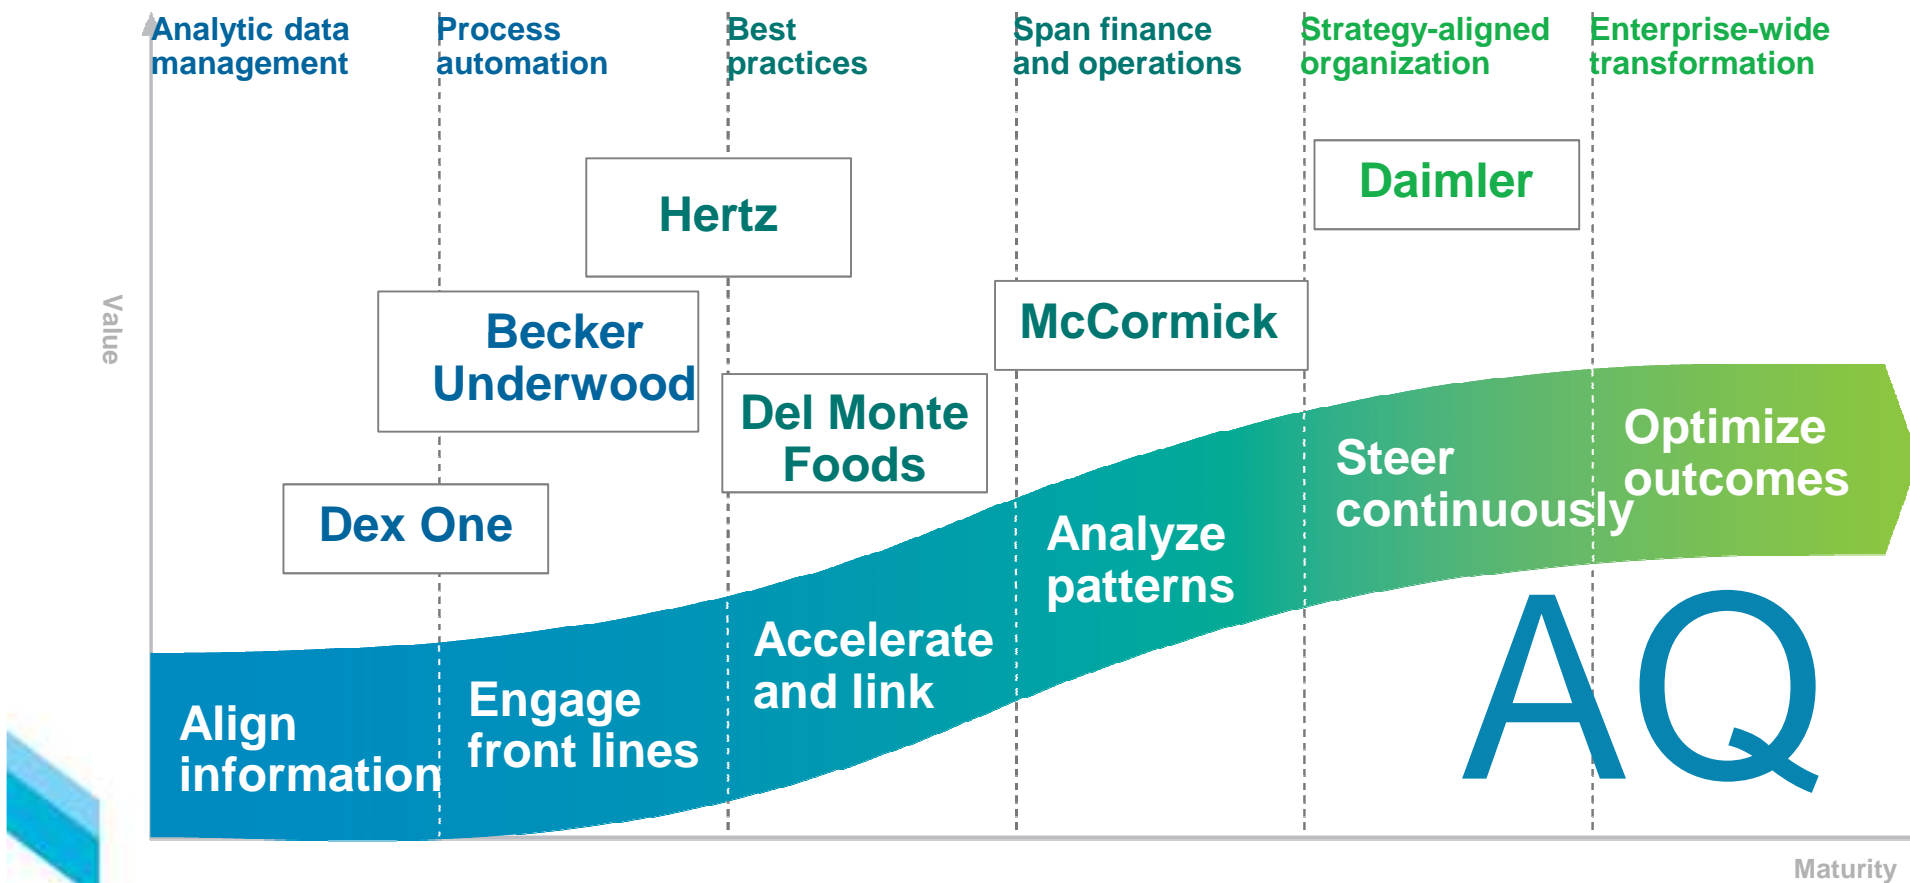 Analytic data
management
Process
automation
Best
practices
Span finance
and operations
Strategy-aligned
organization
Enterprise-wide
transformation
Daimler
Hertz
McCormick
Becker
Underwood
Value
Del Monte
Foods
Dex One
Optimize
outcomes
Steer
continuously
Analyze
patterns
Accelerate
and link
Engage
front lines
Align
information
AQ
Maturity